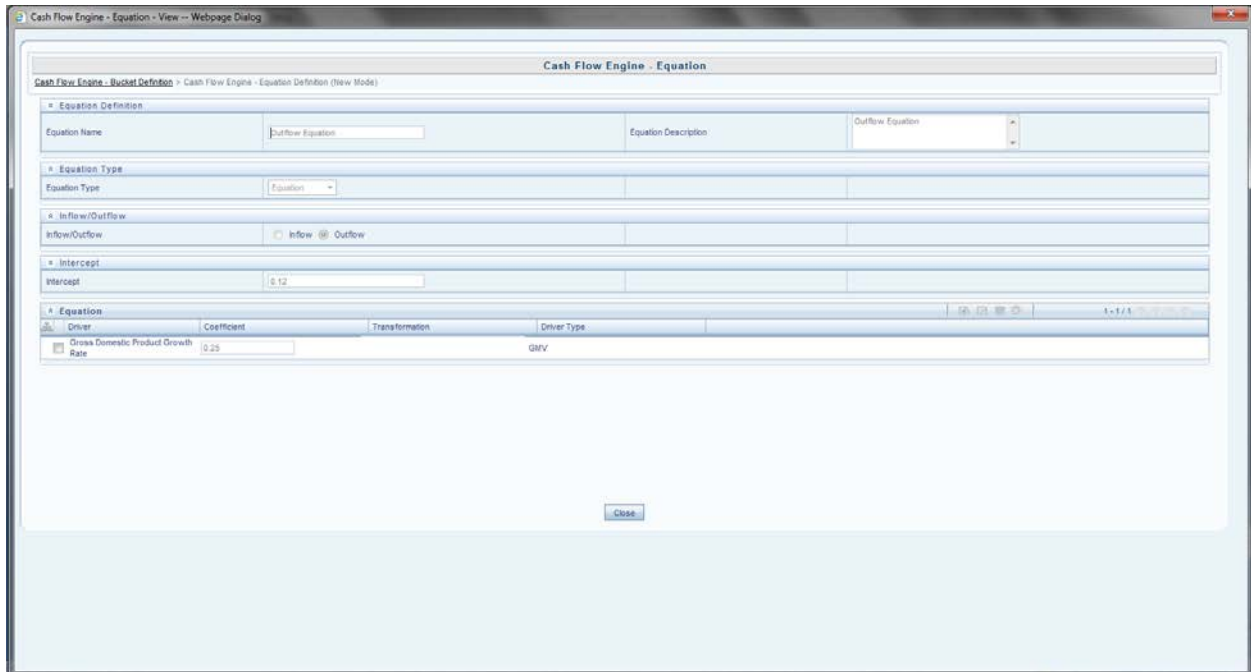 Cash Flow Engine - Equation - View -- Webpage Dialog
Cash Flow Engine - Equation
Cash Flow Engine - Bucket Definition > Cash Flow Engine - Equation Definition (New Mode)
Equation Definition
Equation Name Outflow Equation Equation Description Outflow Equation
Equation Type
Equation Type Equation
Inflow/Outflow
Inflow/Outflow Inflow Outflow
Intercept
Intercept 0.12
Equation 1 - 1 / 1
Driver Coefficient Transformation Driver Type
Gross Domestic Product Growth Rate 0.25 GMV
Close